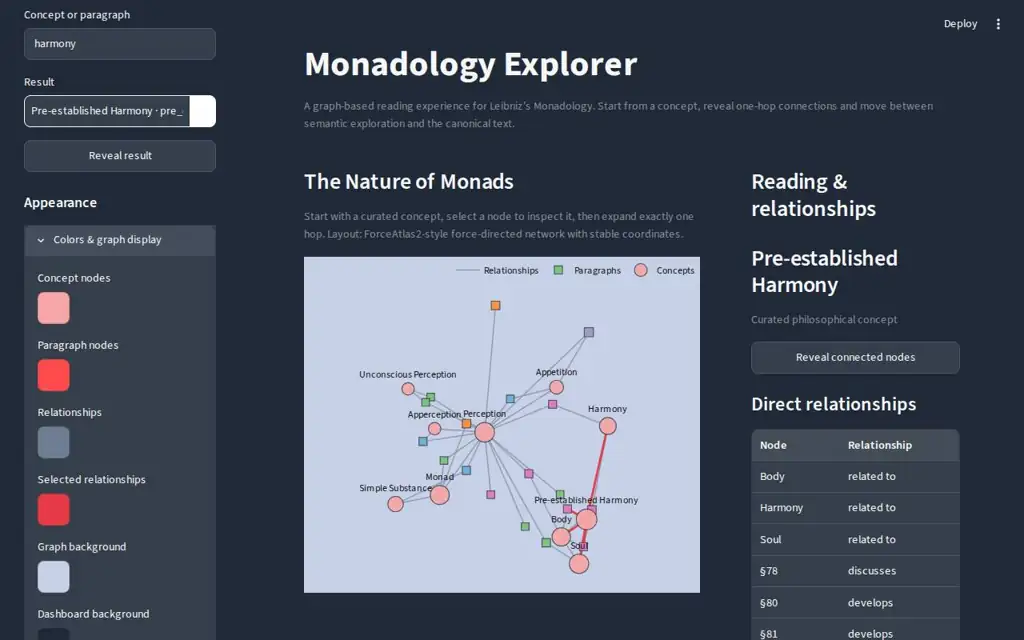 Concept or paragraph
harmony
Result
Pre-established Harmony · pre_
Reveal result
Appearance
Colors & graph display
Concept nodes
Paragraph nodes
Relationships
Selected relationships
Graph background
Dashboard background
Deploy
Monadology Explorer
A graph-based reading experience for Leibniz's Monadology. Start from a concept, reveal one-hop connections and move between
semantic exploration and the canonical text.
The Nature of Monads
Start with a curated concept, select a node to inspect it, then expand exactly one
hop. Layout: ForceAtlas2-style force-directed network with stable coordinates.
Relationships Paragraphs Concepts
Unconscious Perception
Appetition
Apperception
Perception
Harmony
Monad
Simple Substance
Pre-established Harmony
Body
Soul
Reading &
relationships
Pre-established
Harmony
Curated philosophical concept
Reveal connected nodes
Direct relationships
Node Relationship
Body related to
Harmony related to
Soul related to
§78 discusses
§80 develops
§81 develops